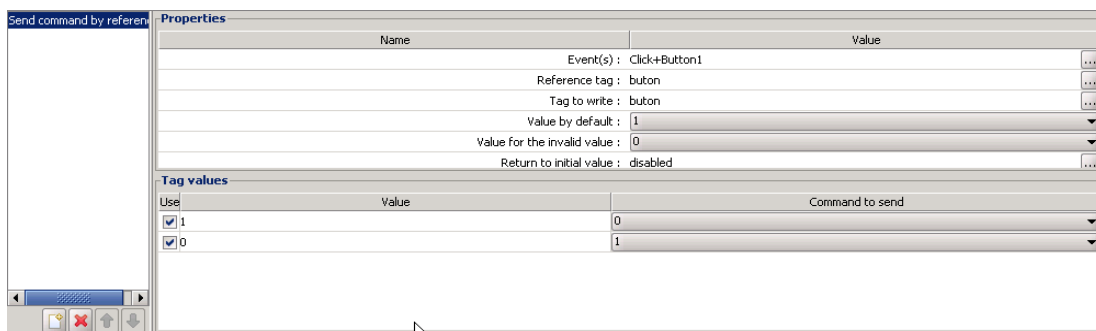 Send command by referen
Properties
Name Value
Event(s) : Click+Button1 ...
Reference tag : buton ...
Tag to write : buton ...
Value by default : 1
Value for the invalid value : 0
Return to initial value : disabled ...
Tag values
Use Value Command to send
1 0
0 1